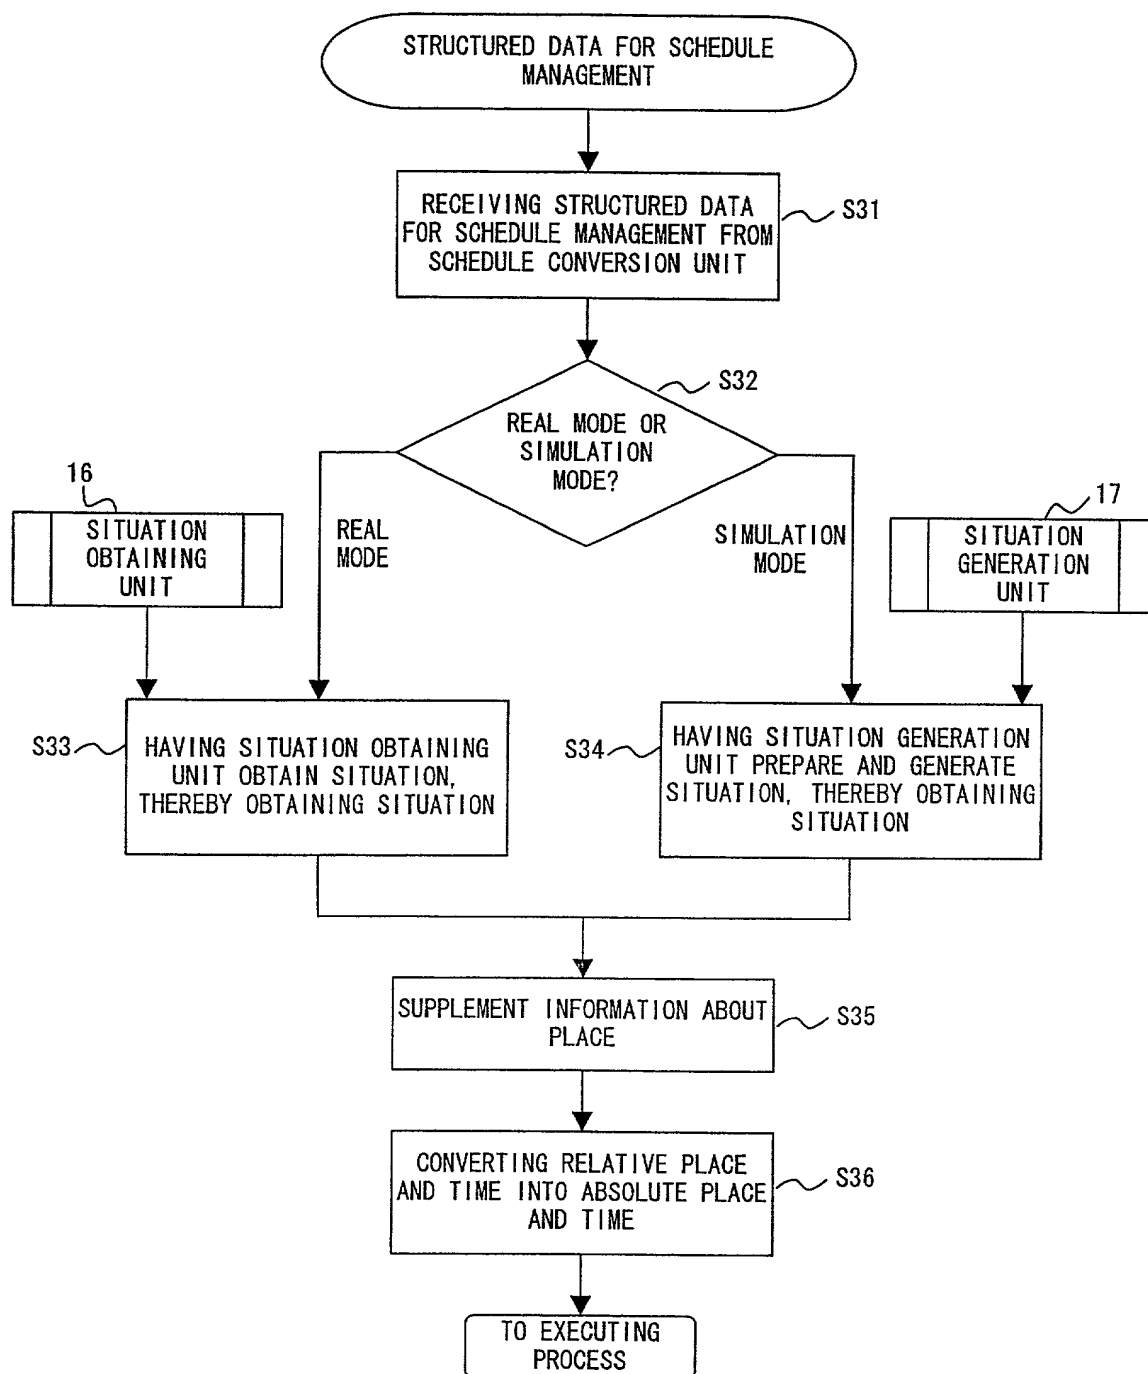 STRUCTURED DATA FOR SCHEDULE
MANAGEMENT
RECEIVING STRUCTURED DATA
FOR SCHEDULE MANAGEMENT FROM
SCHEDULE CONVERSION UNIT
S31
REAL MODE OR
SIMULATION
MODE?
S32
16
SITUATION
OBTAINING
UNIT
REAL
MODE
SIMULATION
MODE
17
SITUATION
GENERATION
UNIT
S33
HAVING SITUATION OBTAINING
UNIT OBTAIN SITUATION,
THEREBY OBTAINING SITUATION
S34
HAVING SITUATION GENERATION
UNIT PREPARE AND GENERATE
SITUATION, THEREBY OBTAINING
SITUATION
SUPPLEMENT INFORMATION ABOUT
PLACE
S35
CONVERTING RELATIVE PLACE
AND TIME INTO ABSOLUTE PLACE
AND TIME
S36
TO EXECUTING
PROCESS